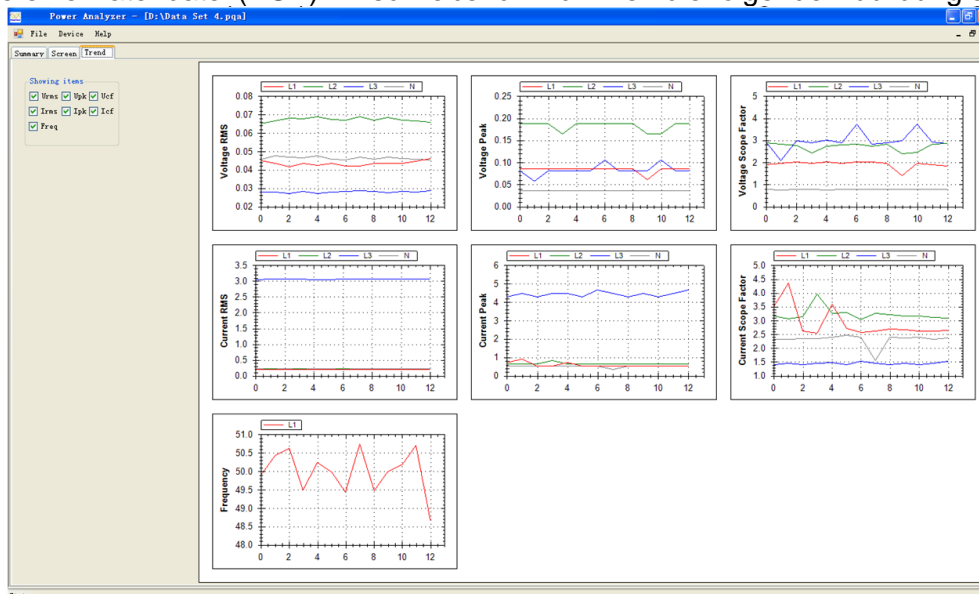 Power Analyzer - [D:\Data Set 4.pqa]
File Device Help
Summary Screen Trend
Showing items
Urms Upk Ucf
Irms Ipk Icf
Freq
L1 L2 L3 N
Voltage RMS
0.08
0.07
0.06
0.05
0.04
0.03
0.02
0 2 4 6 8 10 12
L1 L2 L3 N
Voltage Peak
0.25
0.20
0.15
0.10
0.05
0.00
0 2 4 6 8 10 12
L1 L2 L3 N
Voltage Scope Factor
5
4
3
2
1
0
0 2 4 6 8 10 12
L1 L2 L3 N
Current RMS
3.5
3.0
2.5
2.0
1.5
1.0
0.5
0.0
0 2 4 6 8 10 12
L1 L2 L3 N
Current Peak
6
5
4
3
2
1
0
0 2 4 6 8 10 12
L1 L2 L3 N
Current Scope Factor
5.0
4.5
4.0
3.5
3.0
2.5
2.0
1.5
1.0
0 2 4 6 8 10 12
L1
Frequency
51.0
50.5
50.0
49.5
49.0
48.5
48.0
0 2 4 6 8 10 12